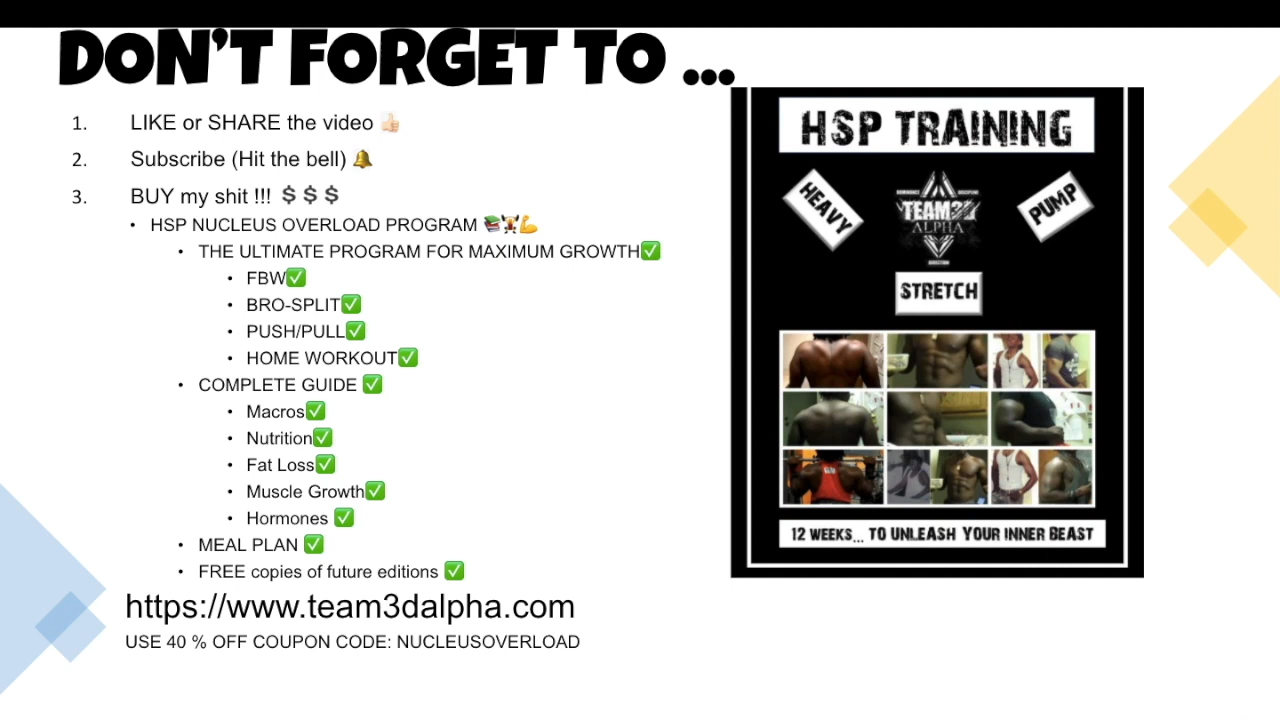 DON'T FORGET TO ...
1. LIKE or SHARE the video 👍🏻
2. Subscribe (Hit the bell) 🔔
3. BUY my shit !!! $ $ $
• HSP NUCLEUS OVERLOAD PROGRAM 📚🏋🏿💪
• THE ULTIMATE PROGRAM FOR MAXIMUM GROWTH✅
• FBW✅
• BRO-SPLIT✅
• PUSH/PULL✅
• HOME WORKOUT✅
• COMPLETE GUIDE ✅
• Macros✅
• Nutrition✅
• Fat Loss✅
• Muscle Growth✅
• Hormones ✅
• MEAL PLAN ✅
• FREE copies of future editions ✅
https://www.team3dalpha.com
USE 40 % OFF COUPON CODE: NUCLEUSOVERLOAD
HSP TRAINING
HEAVY
TEAM3D
ALPHA
PUMP
STRETCH
12 WEEKS... TO UNLEASH YOUR INNER BEAST